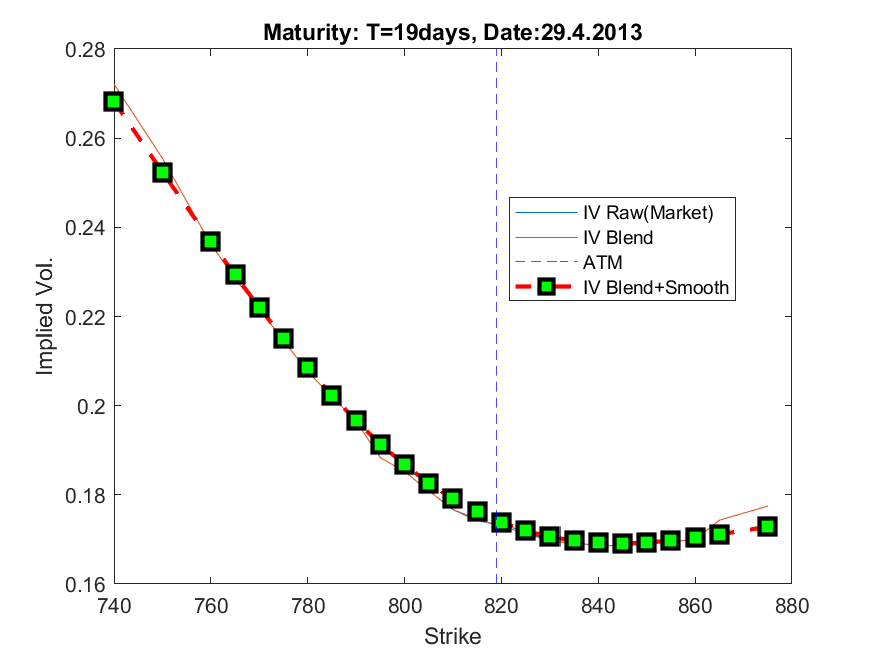 Maturity: T=19days, Date:29.4.2013
0.28
0.26
0.24
0.22
0.2
0.18
0.16
Implied Vol.
IV Raw(Market)
IV Blend
ATM
IV Blend+Smooth
740 760 780 800 820 840 860 880
Strike